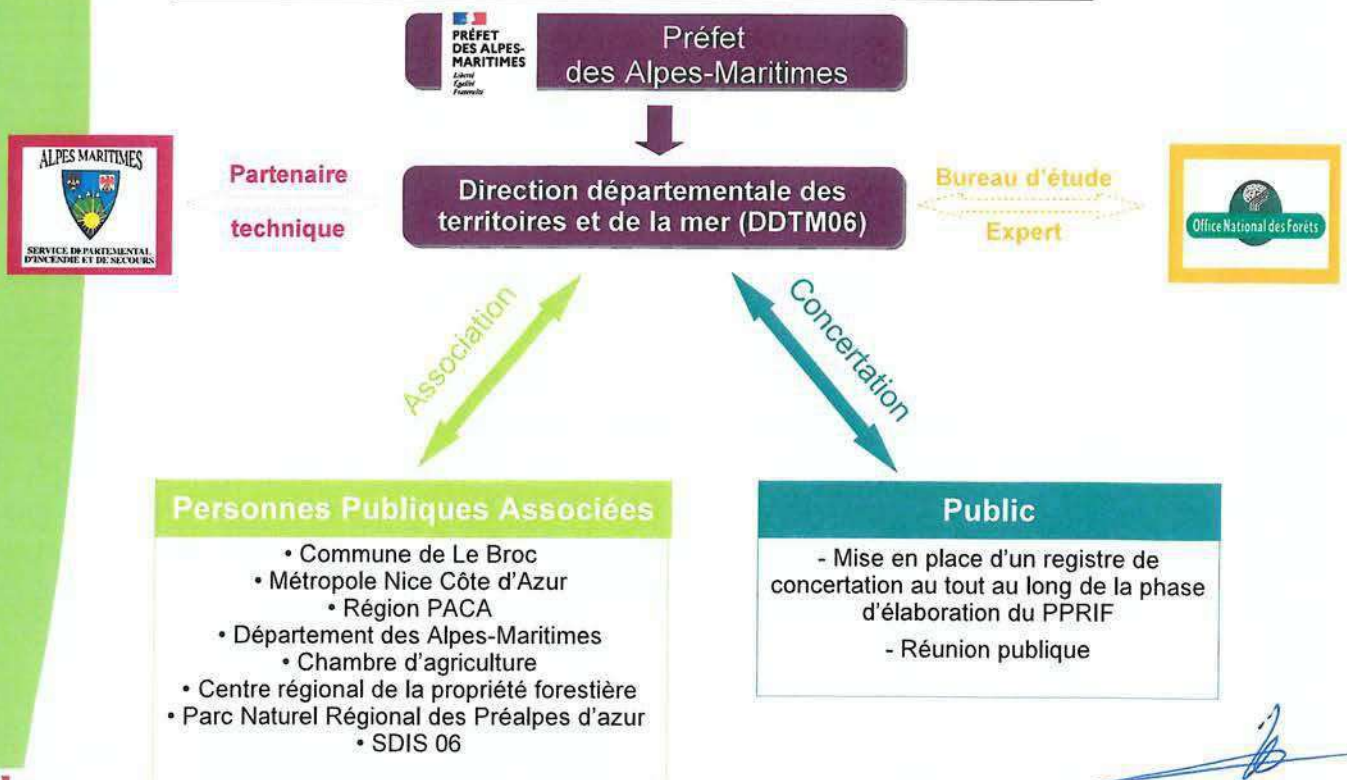 PRÉFET
DES ALPES-
MARITIMES
Liberté
Égalité
Fraternité
Préfet
des Alpes-Maritimes
ALPES MARITIMES
SERVICE DEPARTEMENTAL
D'INCENDIE ET DE SECOURS
Partenaire
technique
Direction départementale des
territoires et de la mer (DDTM06)
Bureau d'étude
Expert
Office National des Forêts
Association
Concertation
Personnes Publiques Associées
• Commune de Le Broc
• Métropole Nice Côte d'Azur
• Région PACA
• Département des Alpes-Maritimes
• Chambre d'agriculture
• Centre régional de la propriété forestière
• Parc Naturel Régional des Préalpes d'azur
• SDIS 06
Public
- Mise en place d'un registre de
concertation au tout au long de la phase
d'élaboration du PPRIF
- Réunion publique